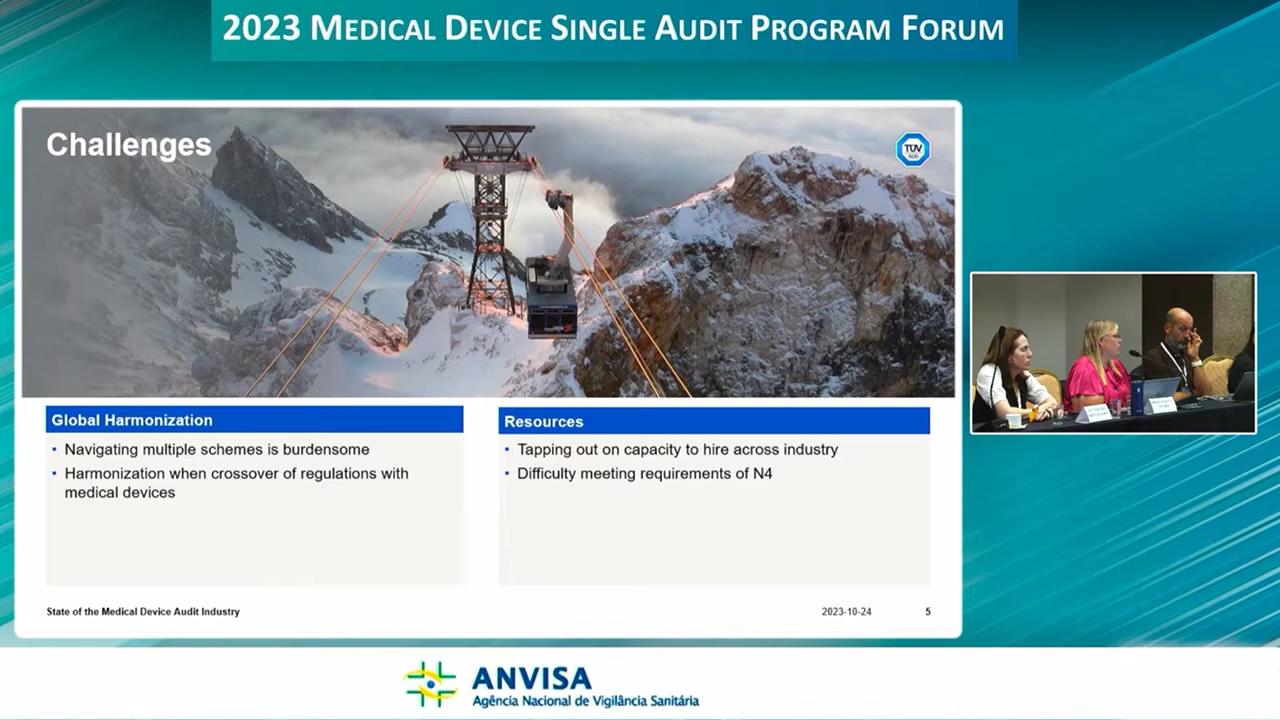 2023 MEDICAL DEVICE SINGLE AUDIT PROGRAM FORUM
Challenges
TÜV
SÜD
Global Harmonization
• Navigating multiple schemes is burdensome
• Harmonization when crossover of regulations with
medical devices
Resources
• Tapping out on capacity to hire across industry
• Difficulty meeting requirements of N4
State of the Medical Device Audit Industry
2023-10-24
5
ANVISA
Agência Nacional de Vigilância Sanitária